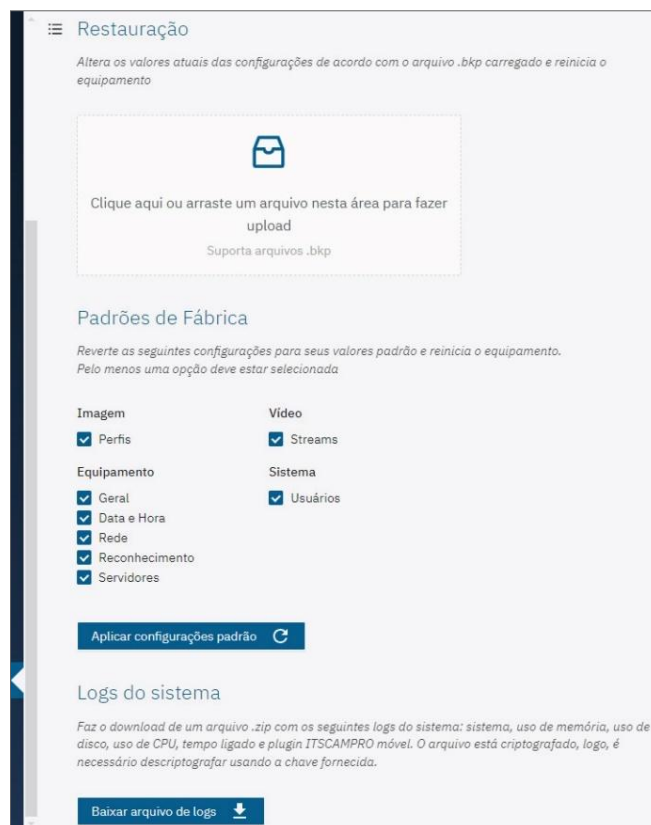 Restauração
Altera os valores atuais das configurações de acordo com o arquivo .bkp carregado e reinicia o
equipamento
Clique aqui ou arraste um arquivo nesta área para fazer
upload
Suporta arquivos .bkp
Padrões de Fábrica
Reverte as seguintes configurações para seus valores padrão e reinicia o equipamento.
Pelo menos uma opção deve estar selecionada
Imagem
Perfis
Vídeo
Streams
Equipamento
Geral
Data e Hora
Rede
Reconhecimento
Servidores
Sistema
Usuários
Aplicar configurações padrão
Logs do sistema
Faz o download de um arquivo .zip com os seguintes logs do sistema: sistema, uso de memória, uso de
disco, uso de CPU, tempo ligado e plugin ITSCAMPRO móvel. O arquivo está criptografado, logo, é
necessário descriptografar usando a chave fornecida.
Baixar arquivo de logs